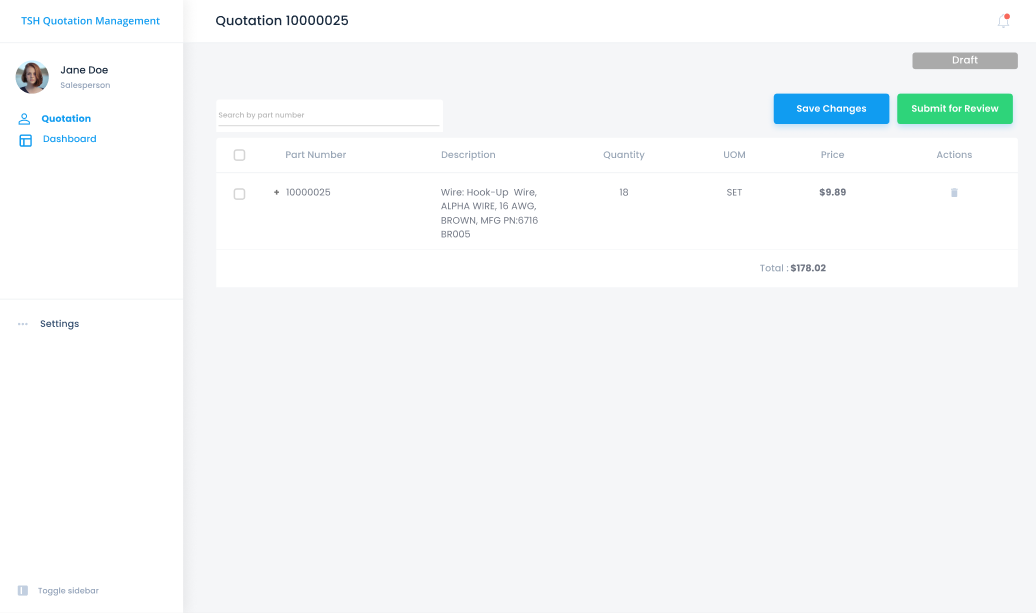 TSH Quotation Management
Quotation 10000025
Draft
Jane Doe
Salesperson
Quotation
Dashboard
Search by part number
Save Changes
Submit for Review
Part Number Description Quantity UOM Price Actions
+ 10000025 Wire: Hook-Up Wire, 18 SET $9.89
ALPHA WIRE, 16 AWG,
BROWN, MFG PN:6716
BR005
Total : $178.02
Settings
Toggle sidebar